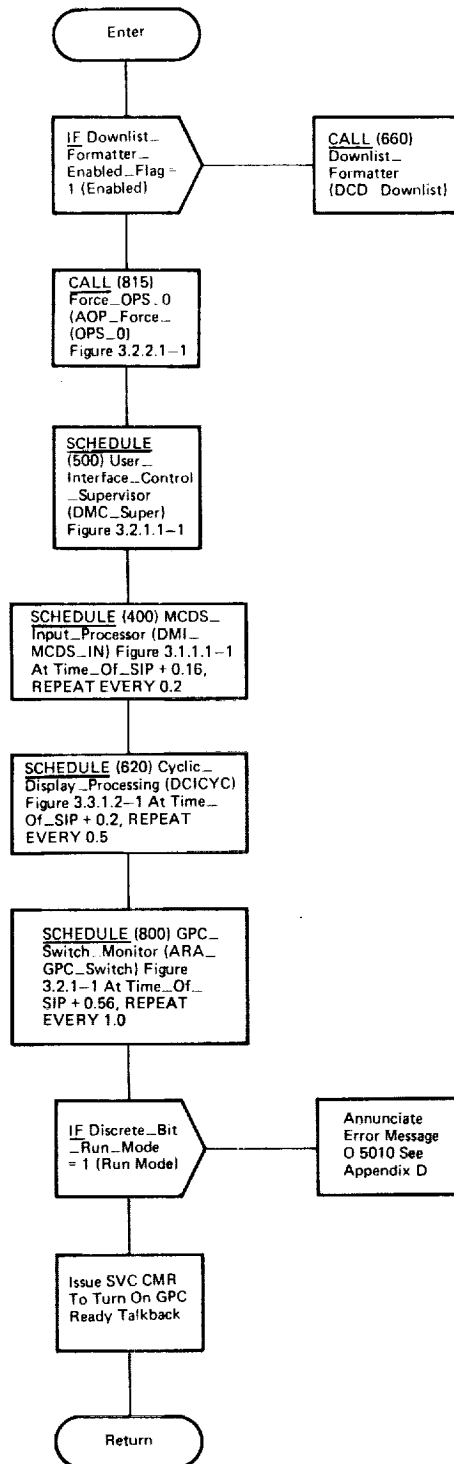 Enter
IF Downlist_
Formatter_
Enabled_Flag =
1 (Enabled)
CALL (660)
Downlist_
Formatter
(DCD Downlist)
CALL (815)
Force_OPS_0
(AOP_Force_
(OPS_0)
Figure 3.2.2.1-1
SCHEDULE
(500) User_
Interface_Control
_Supervisor
(DMC_Super)
Figure 3.2.1.1-1
SCHEDULE (400) MCDS_
Input_Processor (DMI_
MCDS_IN) Figure 3.1.1.1-1
At Time_Of_SIP + 0.16,
REPEAT EVERY 0.2
SCHEDULE (620) Cyclic_
Display_Processing (DCICYC)
Figure 3.3.1.2-1 At Time_
Of_SIP + 0.2, REPEAT
EVERY 0.5
SCHEDULE (800) GPC_
Switch_Monitor (ARA_
GPC_Switch) Figure
3.2.1-1 At Time_Of_
SIP + 0.56, REPEAT
EVERY 1.0
IF Discrete_Bit
_Run_Mode
= 1 (Run Mode)
Annunciate
Error Message
O 5010 See
Appendix D
Issue SVC CMR
To Turn On GPC
Ready Talkback
Return